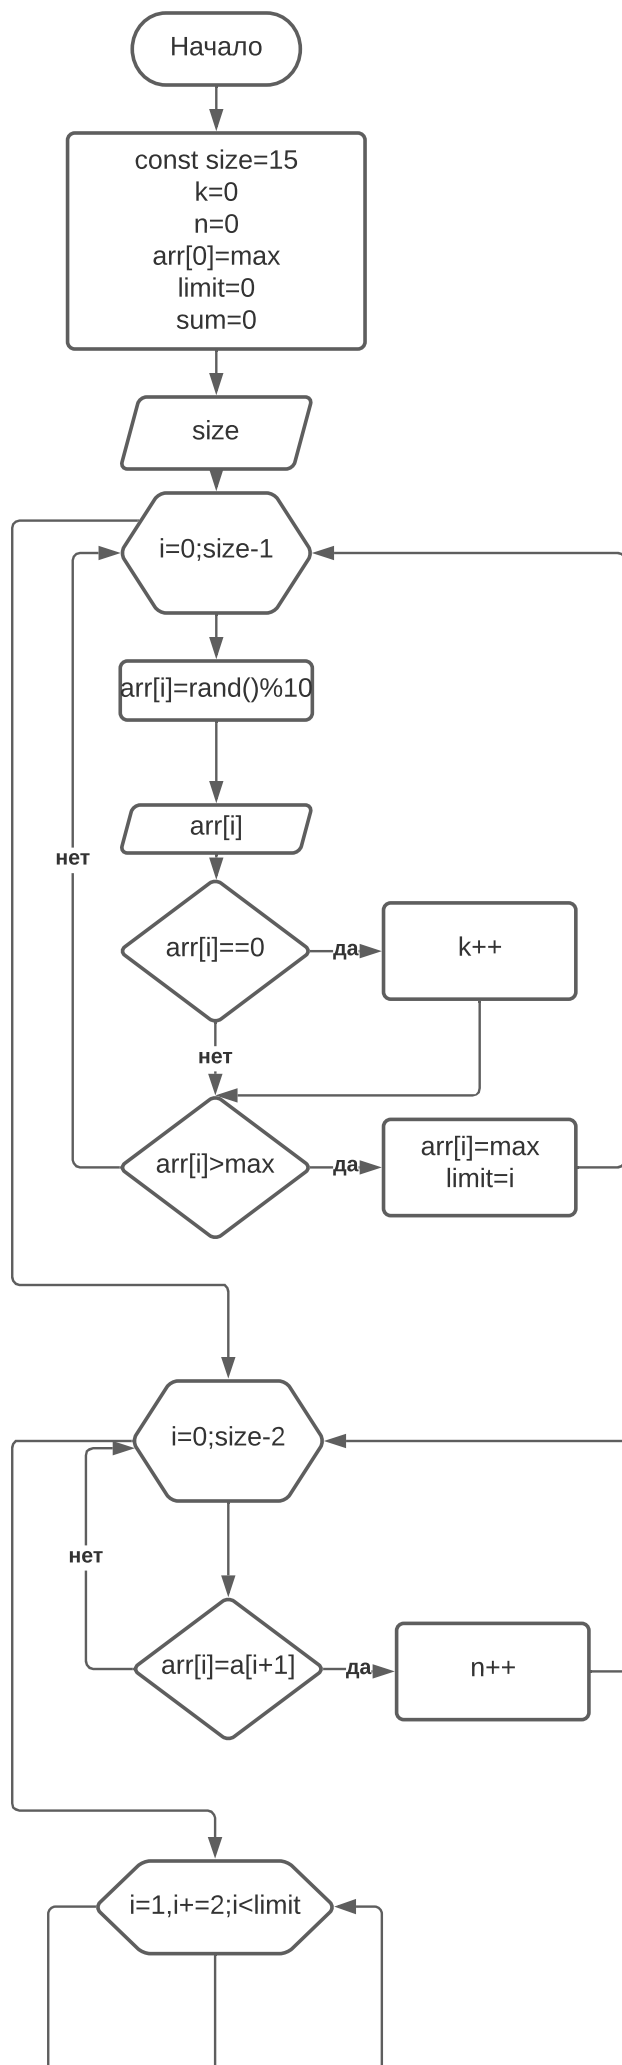 Начало
const size=15
k=0
n=0
arr[0]=max
limit=0
sum=0
size
i=0;size-1
arr[i]=rand()%10
arr[i]
нет
arr[i]==0
да
k++
нет
arr[i]>max
да
arr[i]=max
limit=i
i=0;size-2
нет
arr[i]=a[i+1]
да
n++
i=1,i+=2;i<limit